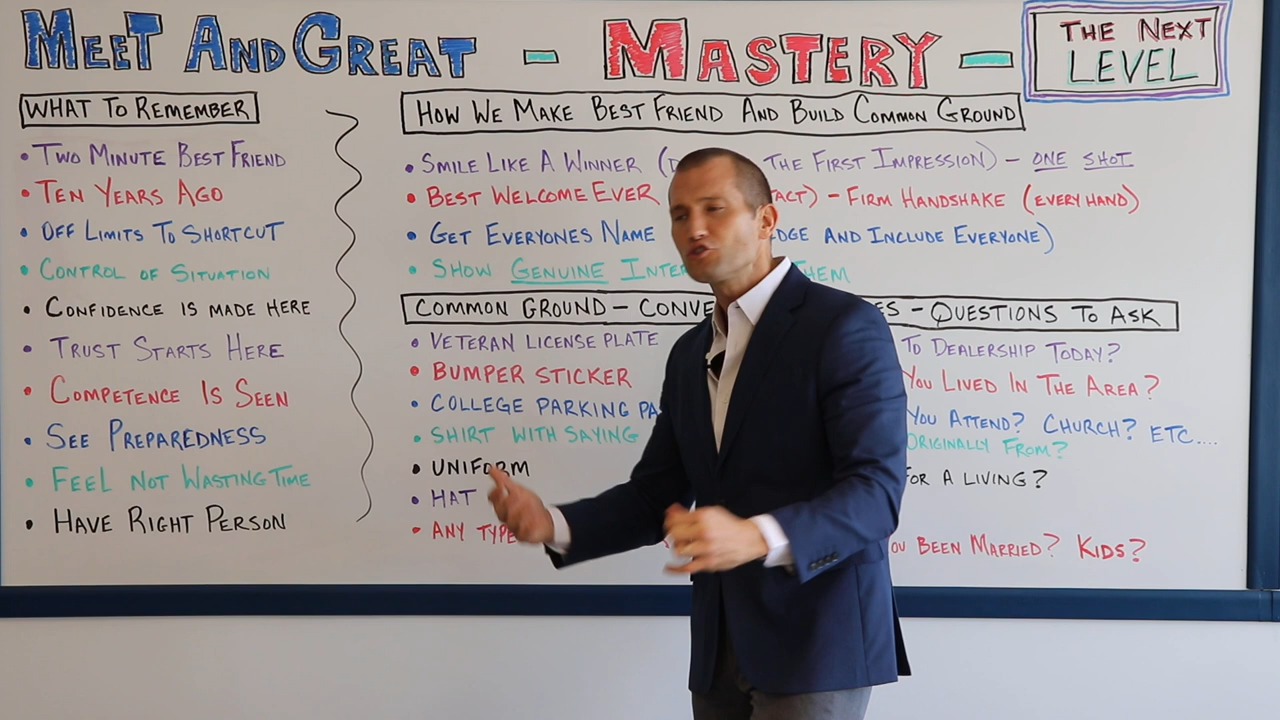 MEET AND GREAT - MASTERY -
THE NEXT
LEVEL
WHAT TO REMEMBER
• TWO MINUTE BEST FRIEND
• TEN YEARS AGO
• OFF LIMITS TO SHORTCUT
• CONTROL OF SITUATION
• CONFIDENCE IS MADE HERE
• TRUST STARTS HERE
• COMPETENCE IS SEEN
• SEE PREPAREDNESS
• FEEL NOT WASTING TIME
• HAVE RIGHT PERSON
HOW WE MAKE BEST FRIEND AND BUILD COMMON GROUND
• SMILE LIKE A WINNER ( THE FIRST IMPRESSION) - ONE SHOT
• BEST WELCOME EVER - FIRM HANDSHAKE (EVERY HAND)
• GET EVERYONES NAME AND INCLUDE EVERYONE)
• SHOW GENUINE THEM
COMMON GROUND - - QUESTIONS TO ASK
• VETERAN LICENSE PLATE
• BUMPER STICKER
• COLLEGE PARKING
• SHIRT WITH SAYING
• UNIFORM
• HAT
• ANY
TO DEALERSHIP TODAY?
YOU LIVED IN THE AREA?
YOU ATTEND? CHURCH? ETC....
ORIGINALLY FROM?
FOR A LIVING?
BEEN MARRIED? KIDS?